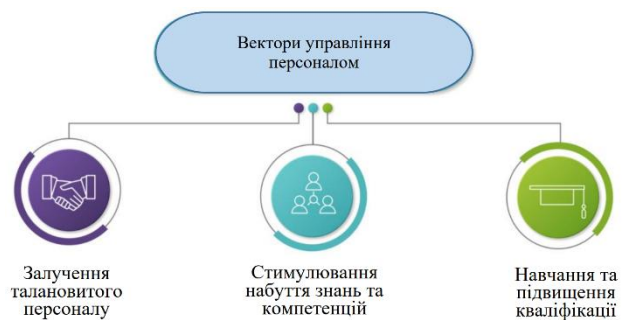 Вектори управління
персоналом
Залучення
талановитого
персоналу
Стимулювання
набуття знань та
компетенцій
Навчання та
підвищення
кваліфікації